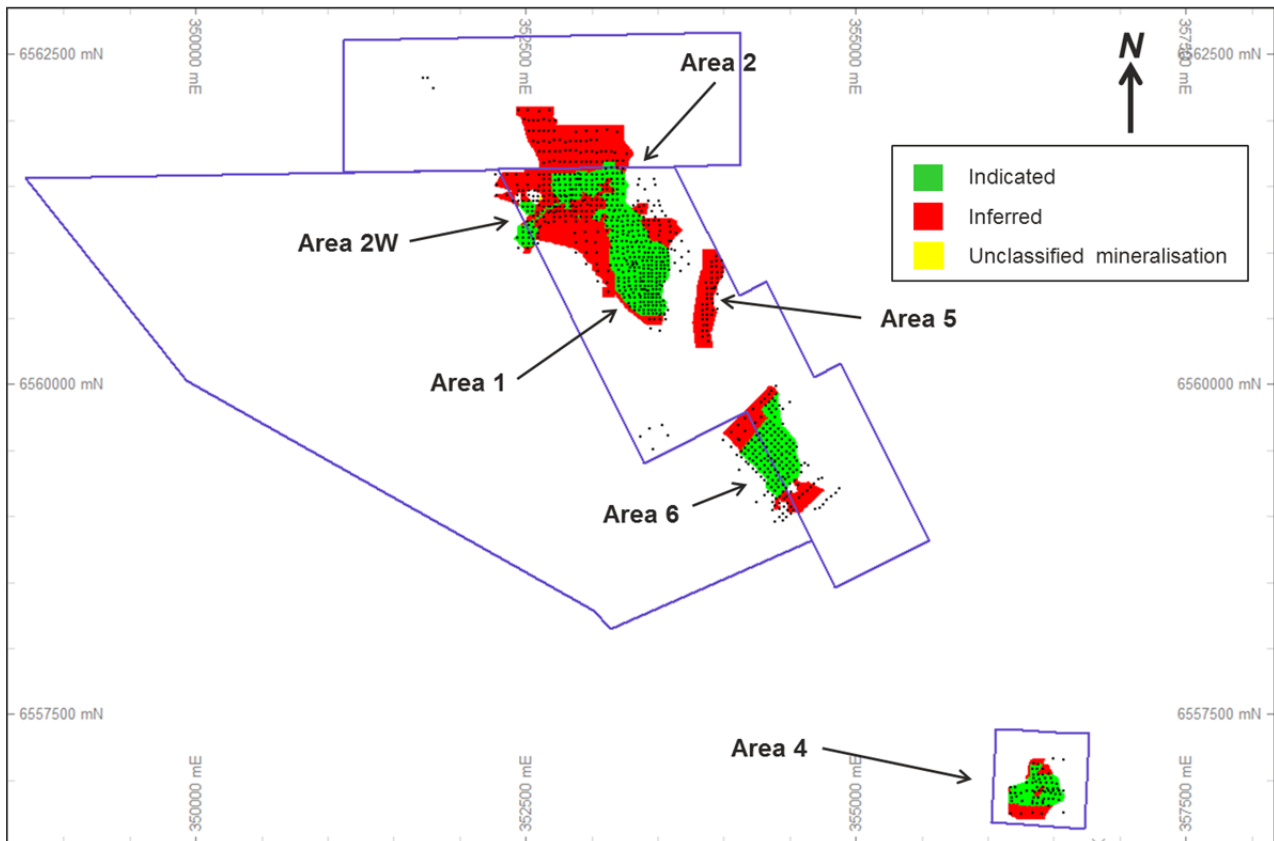 350000 mE
352500 mE
355000 mE
357500 mE
6562500 mN
6562500 mN
N
Area 2
Indicated
Inferred
Unclassified mineralisation
Area 2W
Area 5
Area 1
6560000 mN
6560000 mN
Area 6
6557500 mN
6557500 mN
Area 4
350000 mE
352500 mE
355000 mE
357500 mE